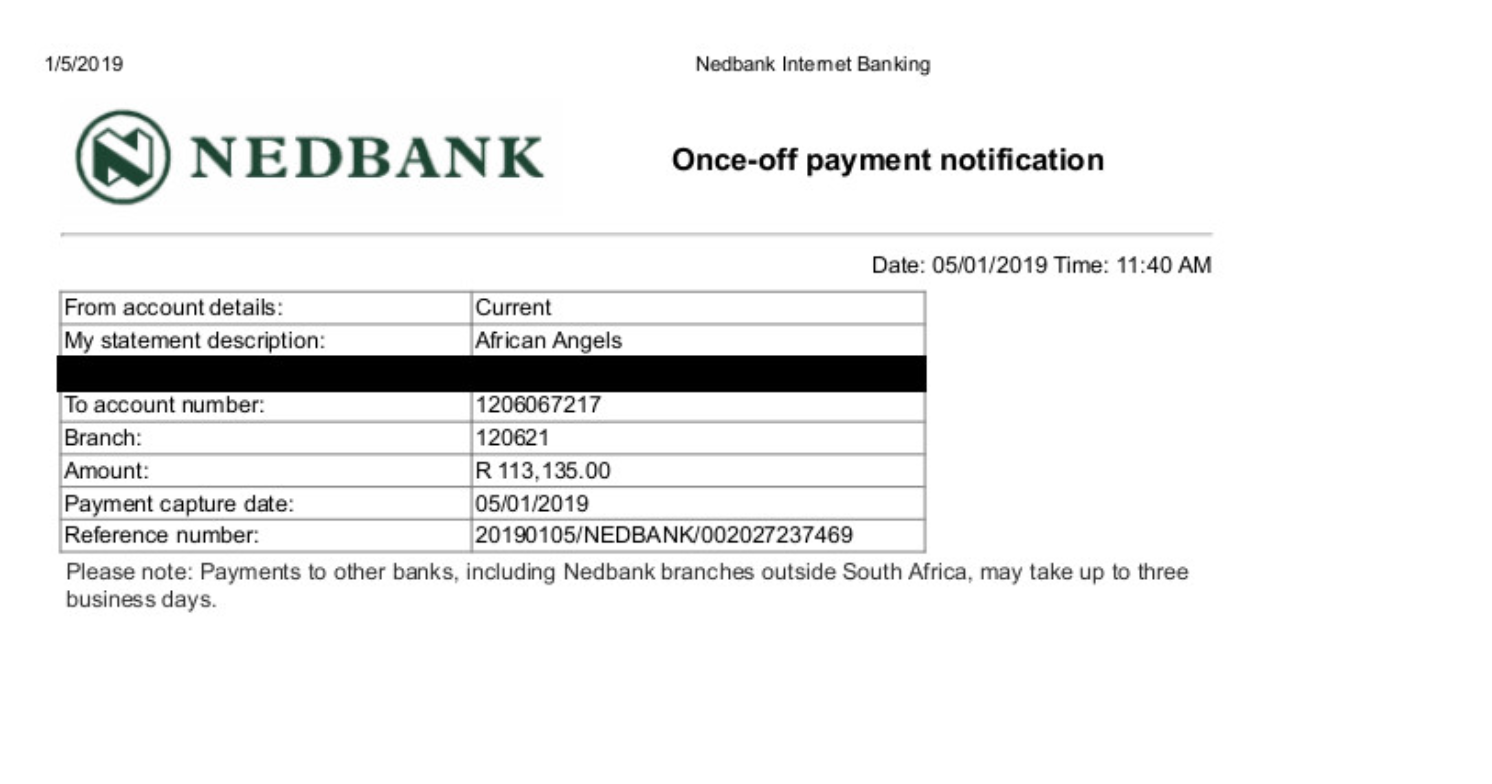 1/5/2019 Nedbank Internet Banking
NEDBANK Once-off payment notification
Date: 05/01/2019 Time: 11:40 AM
From account details: Current
My statement description: African Angels
To account number: 1206067217
Branch: 120621
Amount: R 113,135.00
Payment capture date: 05/01/2019
Reference number: 20190105/NEDBANK/002027237469
Please note: Payments to other banks, including Nedbank branches outside South Africa, may take up to three
business days.